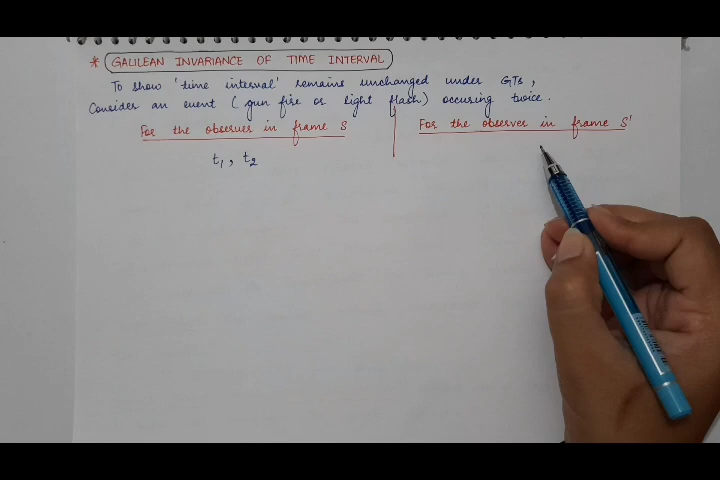 * GALILEAN INVARIANCE OF TIME INTERVAL
To show 'time interval' remains unchanged under GTs,
Consider an event (gun fire or light flash) occuring twice.
For the observer in frame S
For the observer in frame S'
t₁, t₂